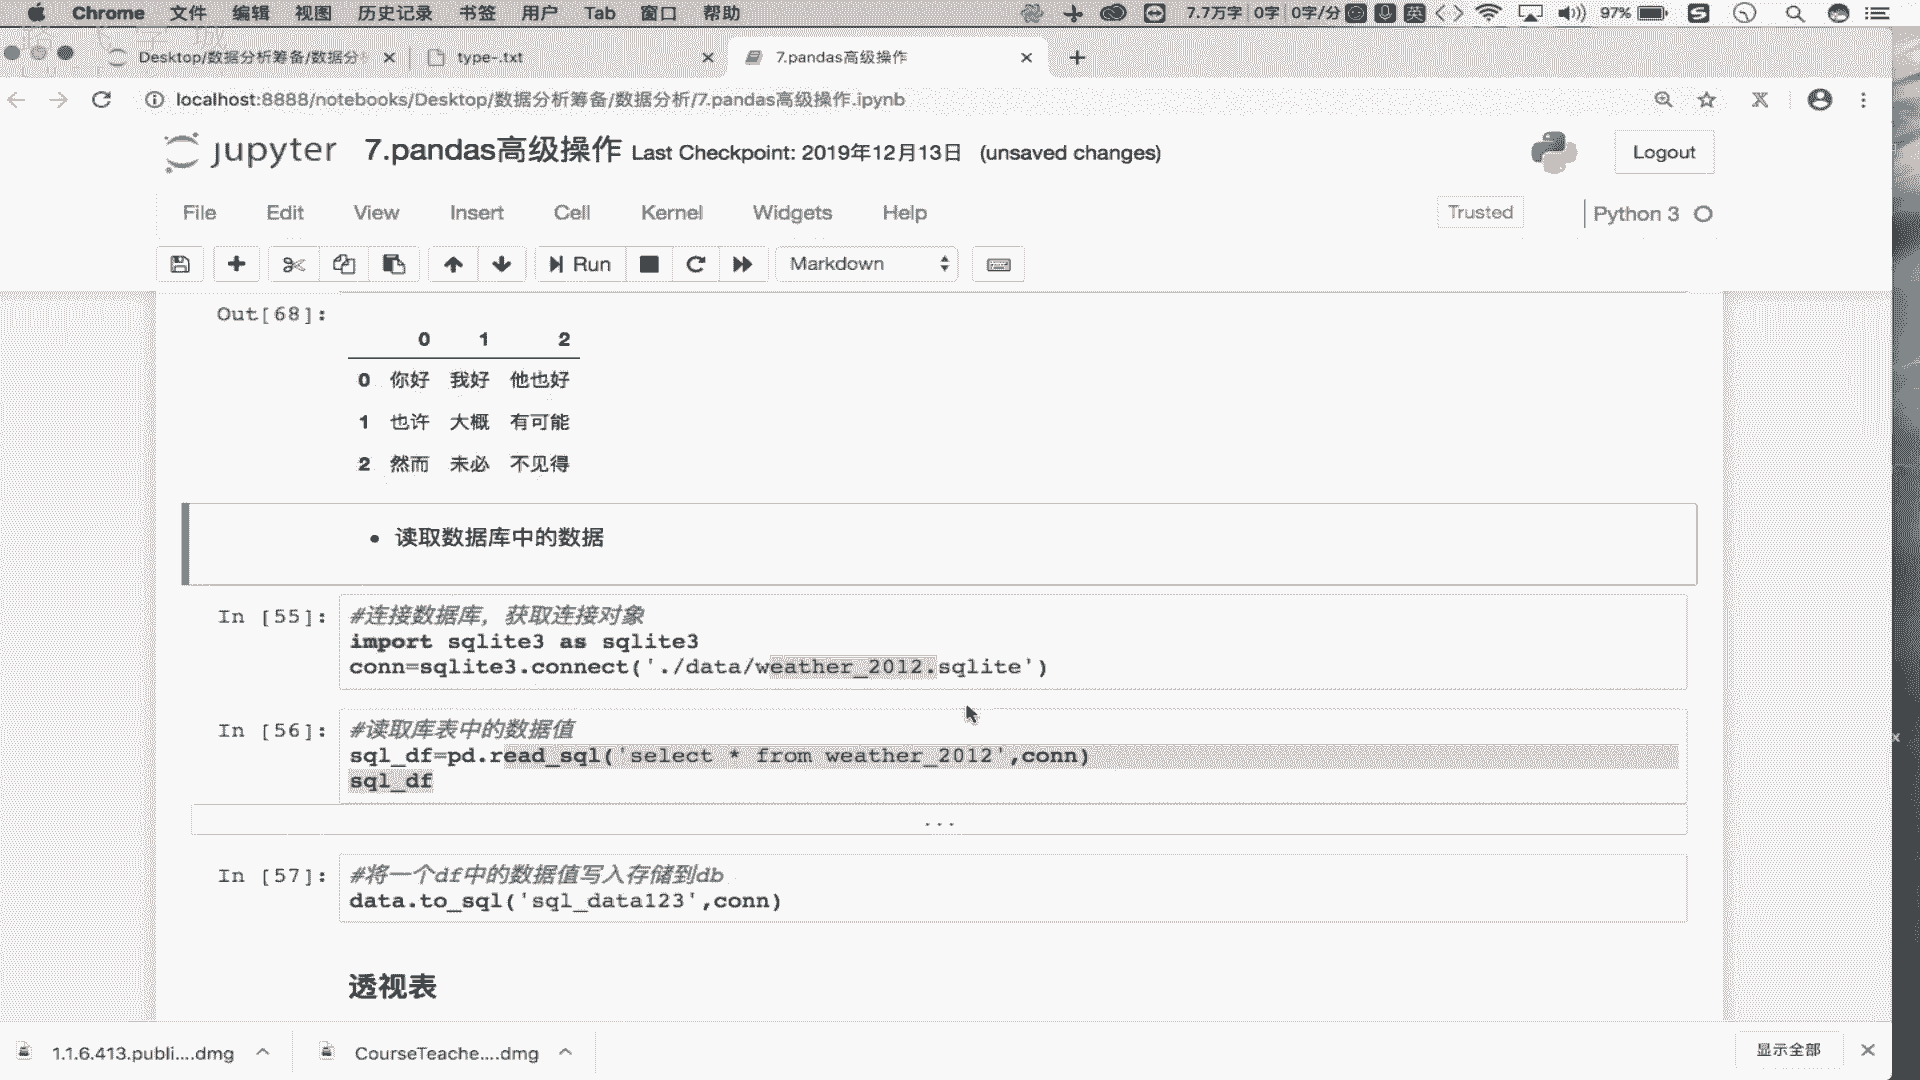 Chrome 文件 编辑 视图 历史记录 书签 用户 Tab 窗口 帮助 7.7万字 0字 0字/分 英 97%
Desktop/数据分析筹备/数据分 type-.txt 7.pandas高级操作
localhost:8888/notebooks/Desktop/数据分析筹备/数据分析/7.pandas高级操作.ipynb
jupyter 7.pandas高级操作 Last Checkpoint: 2019年12月13日 (unsaved changes) Logout
File Edit View Insert Cell Kernel Widgets Help Trusted Python 3
Run Markdown
Out[68]:
0 1 2
0 你好 我好 他也好
1 也许 大概 有可能
2 然而 未必 不见得
• 读取数据库中的数据
In [55]: #连接数据库，获取连接对象
import sqlite3 as sqlite3
conn=sqlite3.connect('./data/weather_2012.sqlite')
In [56]: #读取库表中的数据值
sql_df=pd.read_sql('select * from weather_2012',conn)
sql_df
...
In [57]: #将一个df中的数据值写入存储到db
data.to_sql('sql_data123',conn)
透视表
1.1.6.413.publi....dmg CourseTeache....dmg 显示全部